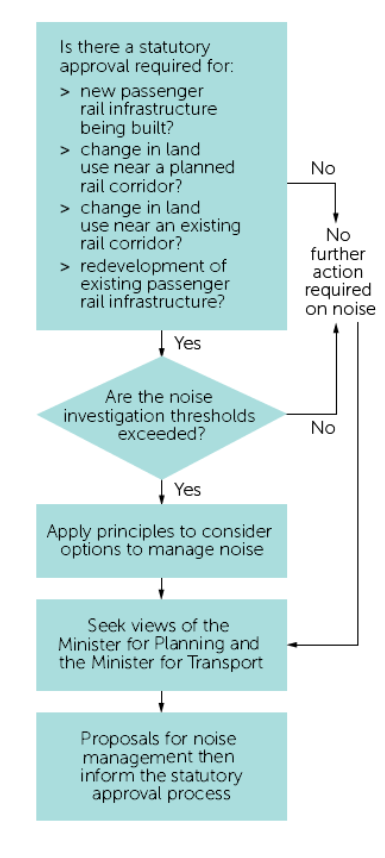 Is there a statutory
approval required for:
> new passenger
rail infrastructure
being built?
> change in land
use near a planned
rail corridor?
> change in land
use near an existing
rail corridor?
> redevelopment of
existing passenger
rail infrastructure?
No
No
further
action
required
on noise
Yes
Are the noise
investigation thresholds
exceeded?
No
Yes
Apply principles to consider
options to manage noise
Seek views of the
Minister for Planning and
the Minister for Transport
Proposals for noise
management then
inform the statutory
approval process